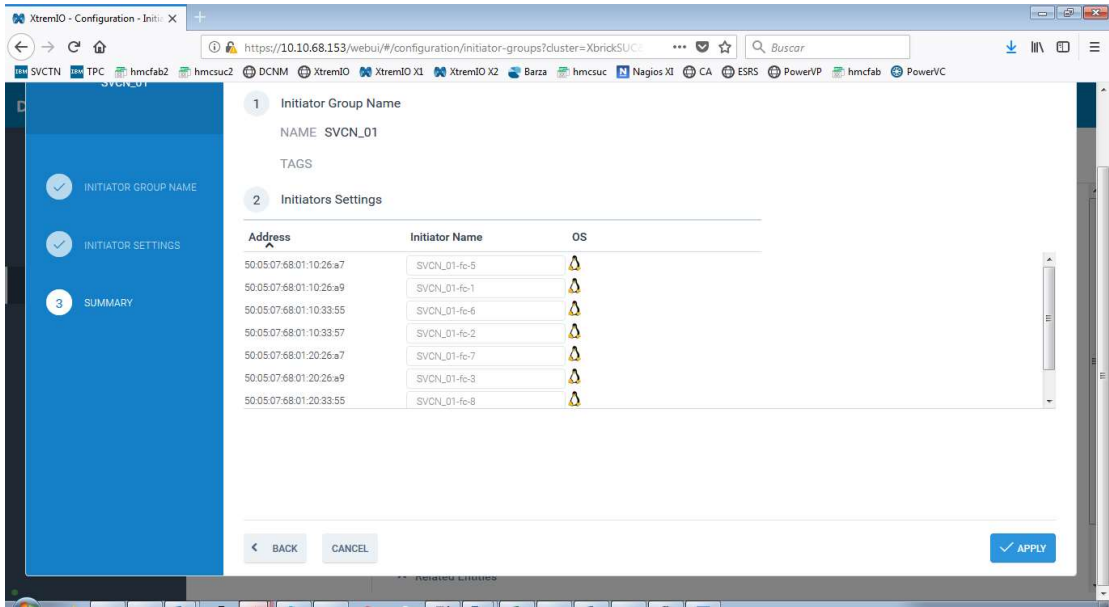 XtremIO - Configuration - Initia
https://10.10.68.153/webui/#/configuration/initiator-groups?cluster=XbrickSUC
Buscar
SVCTN TPC hmcfab2 hmcsuc2 DCNM XtremIO XtremIO X1 XtremIO X2 Barza hmcsuc Nagios XI CA ESRS PowerVP hmcfab PowerVC
SVCN_01
1 Initiator Group Name
NAME SVCN_01
TAGS
INITIATOR GROUP NAME
2 Initiators Settings
INITIATOR SETTINGS
3 SUMMARY
Address Initiator Name OS
50:05:07:68:01:10:26:a7 SVCN_01-fc-5
50:05:07:68:01:10:26:a9 SVCN_01-fc-1
50:05:07:68:01:10:33:55 SVCN_01-fc-6
50:05:07:68:01:10:33:57 SVCN_01-fc-2
50:05:07:68:01:20:26:a7 SVCN_01-fc-7
50:05:07:68:01:20:26:a9 SVCN_01-fc-3
50:05:07:68:01:20:33:55 SVCN_01-fc-8
BACK CANCEL APPLY
Related Entities